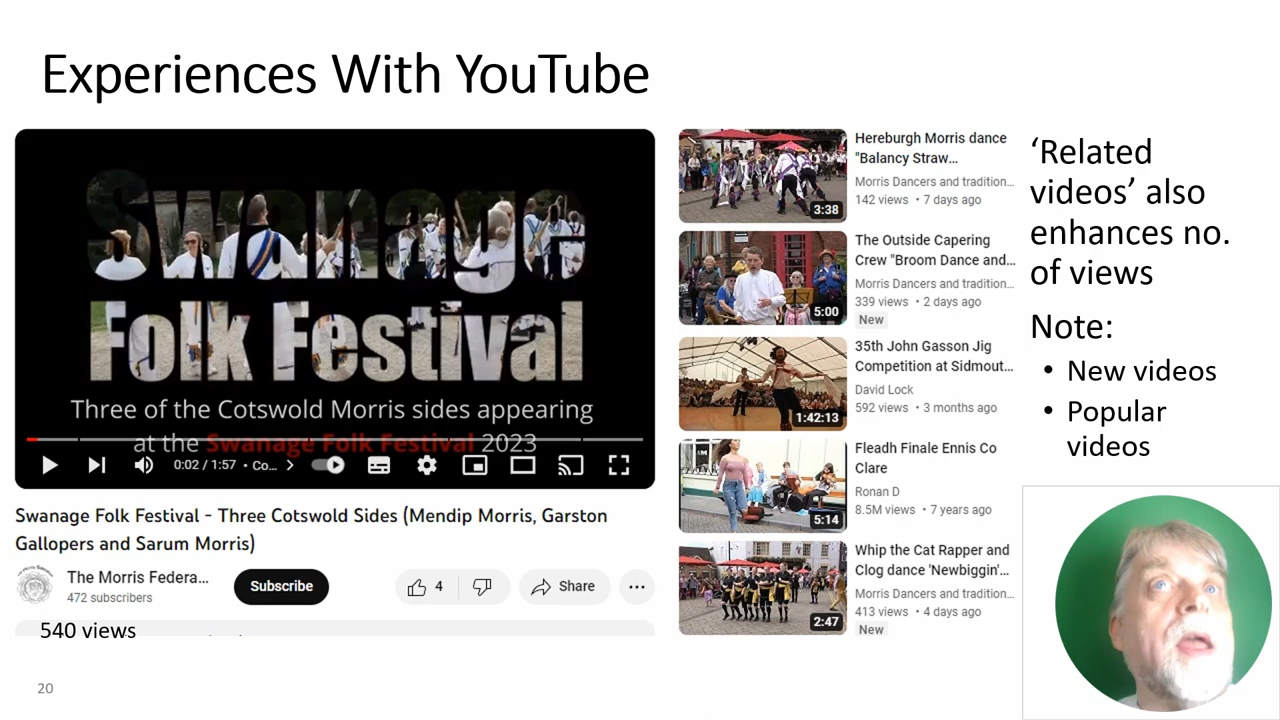 Experiences With YouTube
Swanage
Folk Festival
Three of the Cotswold Morris sides appearing
at the Swanage Folk Festival 2023
0:02 / 1:57 • Co...
Swanage Folk Festival - Three Cotswold Sides (Mendip Morris, Garston
Gallopers and Sarum Morris)
The Morris Federa...
472 subscribers
Subscribe
4
Share
540 views
Hereburgh Morris dance
"Balancy Straw...
Morris Dancers and tradition...
142 views • 7 days ago
3:38
The Outside Capering
Crew "Broom Dance and...
Morris Dancers and tradition...
339 views • 2 days ago
New
5:00
35th John Gasson Jig
Competition at Sidmout...
David Lock
592 views • 3 months ago
1:42:13
Fleadh Finale Ennis Co
Clare
Ronan D
8.5M views • 7 years ago
5:14
Whip the Cat Rapper and
Clog dance 'Newbiggin'...
Morris Dancers and tradition...
413 views • 4 days ago
New
2:47
‘Related
videos’ also
enhances no.
of views
Note:
• New videos
• Popular
videos
20